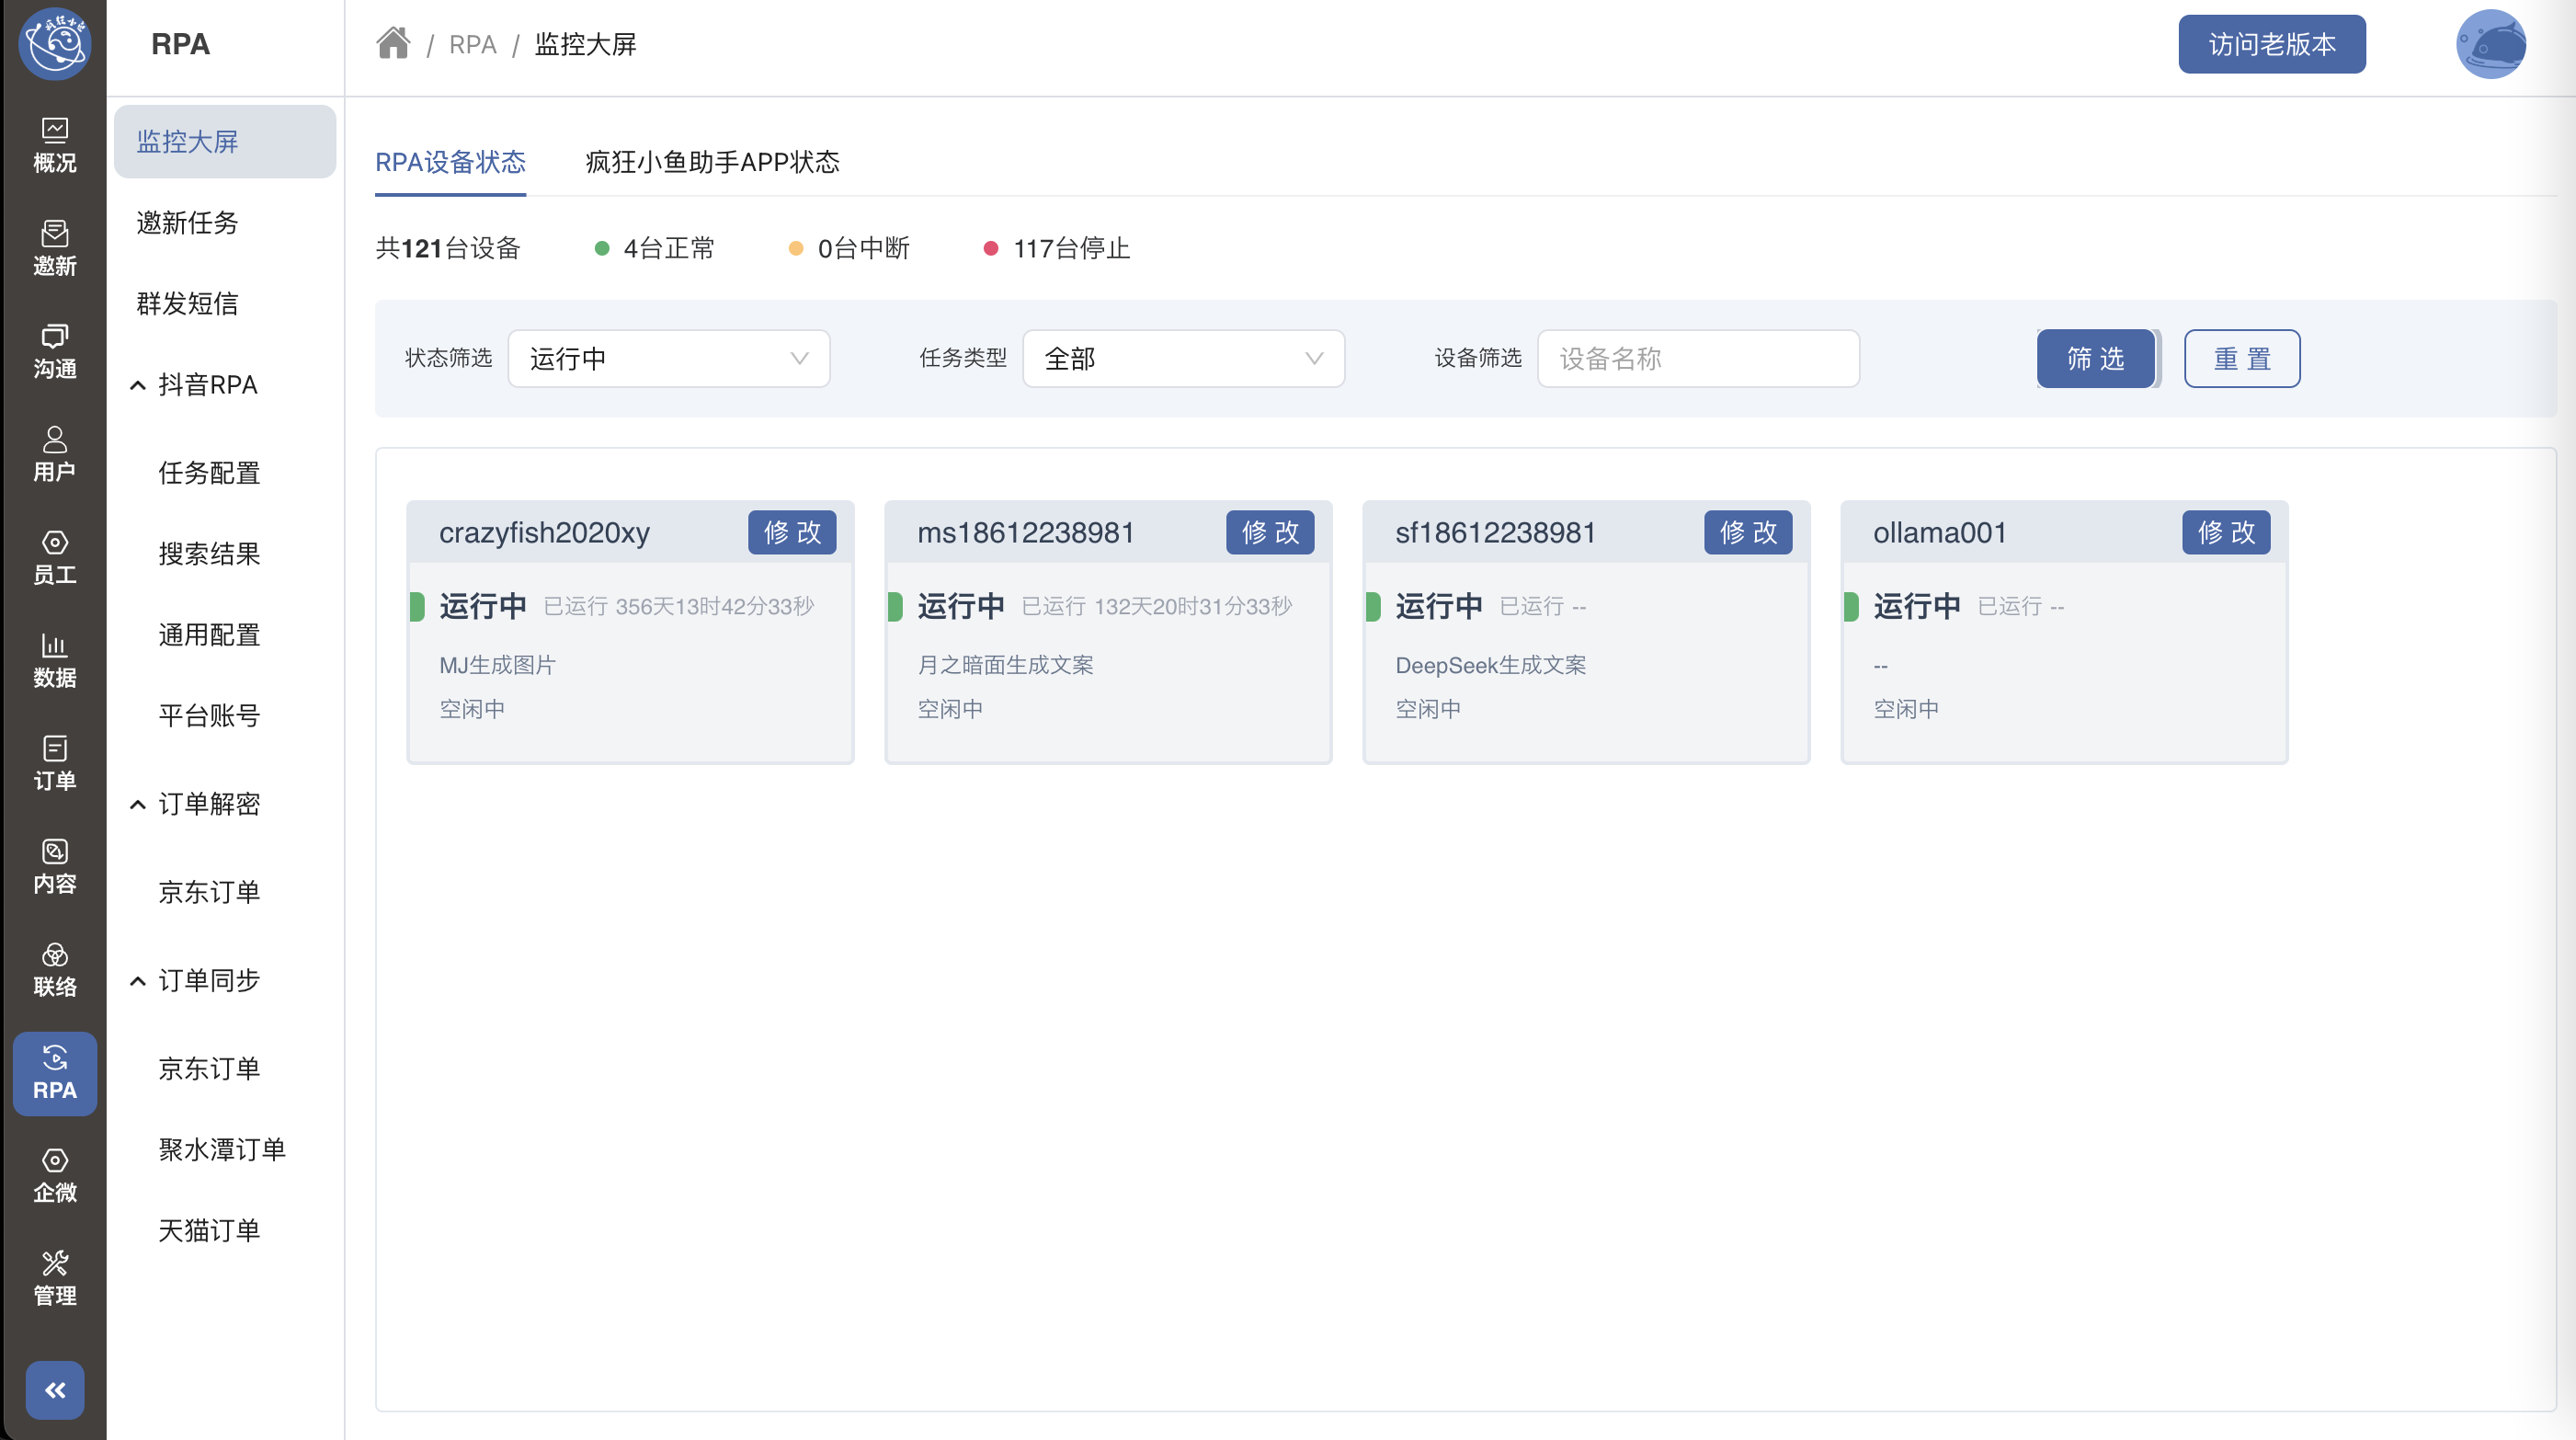 疯狂小鱼
概况
邀新
沟通
用户
员工
数据
订单
内容
联络
RPA
企微
管理
RPA
监控大屏
邀新任务
群发短信
抖音RPA
任务配置
搜索结果
通用配置
平台账号
订单解密
京东订单
订单同步
京东订单
聚水潭订单
天猫订单
/ RPA / 监控大屏
访问老版本
RPA设备状态 疯狂小鱼助手APP状态
共121台设备 4台正常 0台中断 117台停止
状态筛选 运行中 任务类型 全部 设备筛选 设备名称 筛 选 重 置
crazyfish2020xy 修 改
运行中 已运行 356天13时42分33秒
MJ生成图片
空闲中
ms18612238981 修 改
运行中 已运行 132天20时31分33秒
月之暗面生成文案
空闲中
sf18612238981 修 改
运行中 已运行 --
DeepSeek生成文案
空闲中
ollama001 修 改
运行中 已运行 --
--
空闲中